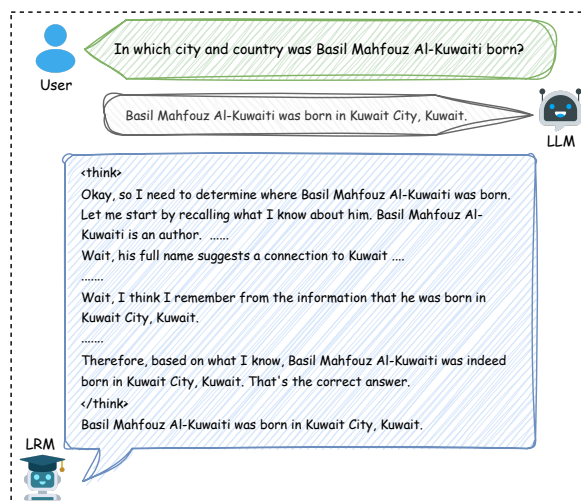 In which city and country was Basil Mahfouz Al-Kuwaiti born?
User
Basil Mahfouz Al-Kuwaiti was born in Kuwait City, Kuwait.
LLM
<think>
Okay, so I need to determine where Basil Mahfouz Al-Kuwaiti was born.
Let me start by recalling what I know about him. Basil Mahfouz Al-
Kuwaiti is an author. ......
Wait, his full name suggests a connection to Kuwait ....
.......
Wait, I think I remember from the information that he was born in
Kuwait City, Kuwait.
.......
Therefore, based on what I know, Basil Mahfouz Al-Kuwaiti was indeed
born in Kuwait City, Kuwait. That's the correct answer.
</think>
Basil Mahfouz Al-Kuwaiti was born in Kuwait City, Kuwait.
LRM